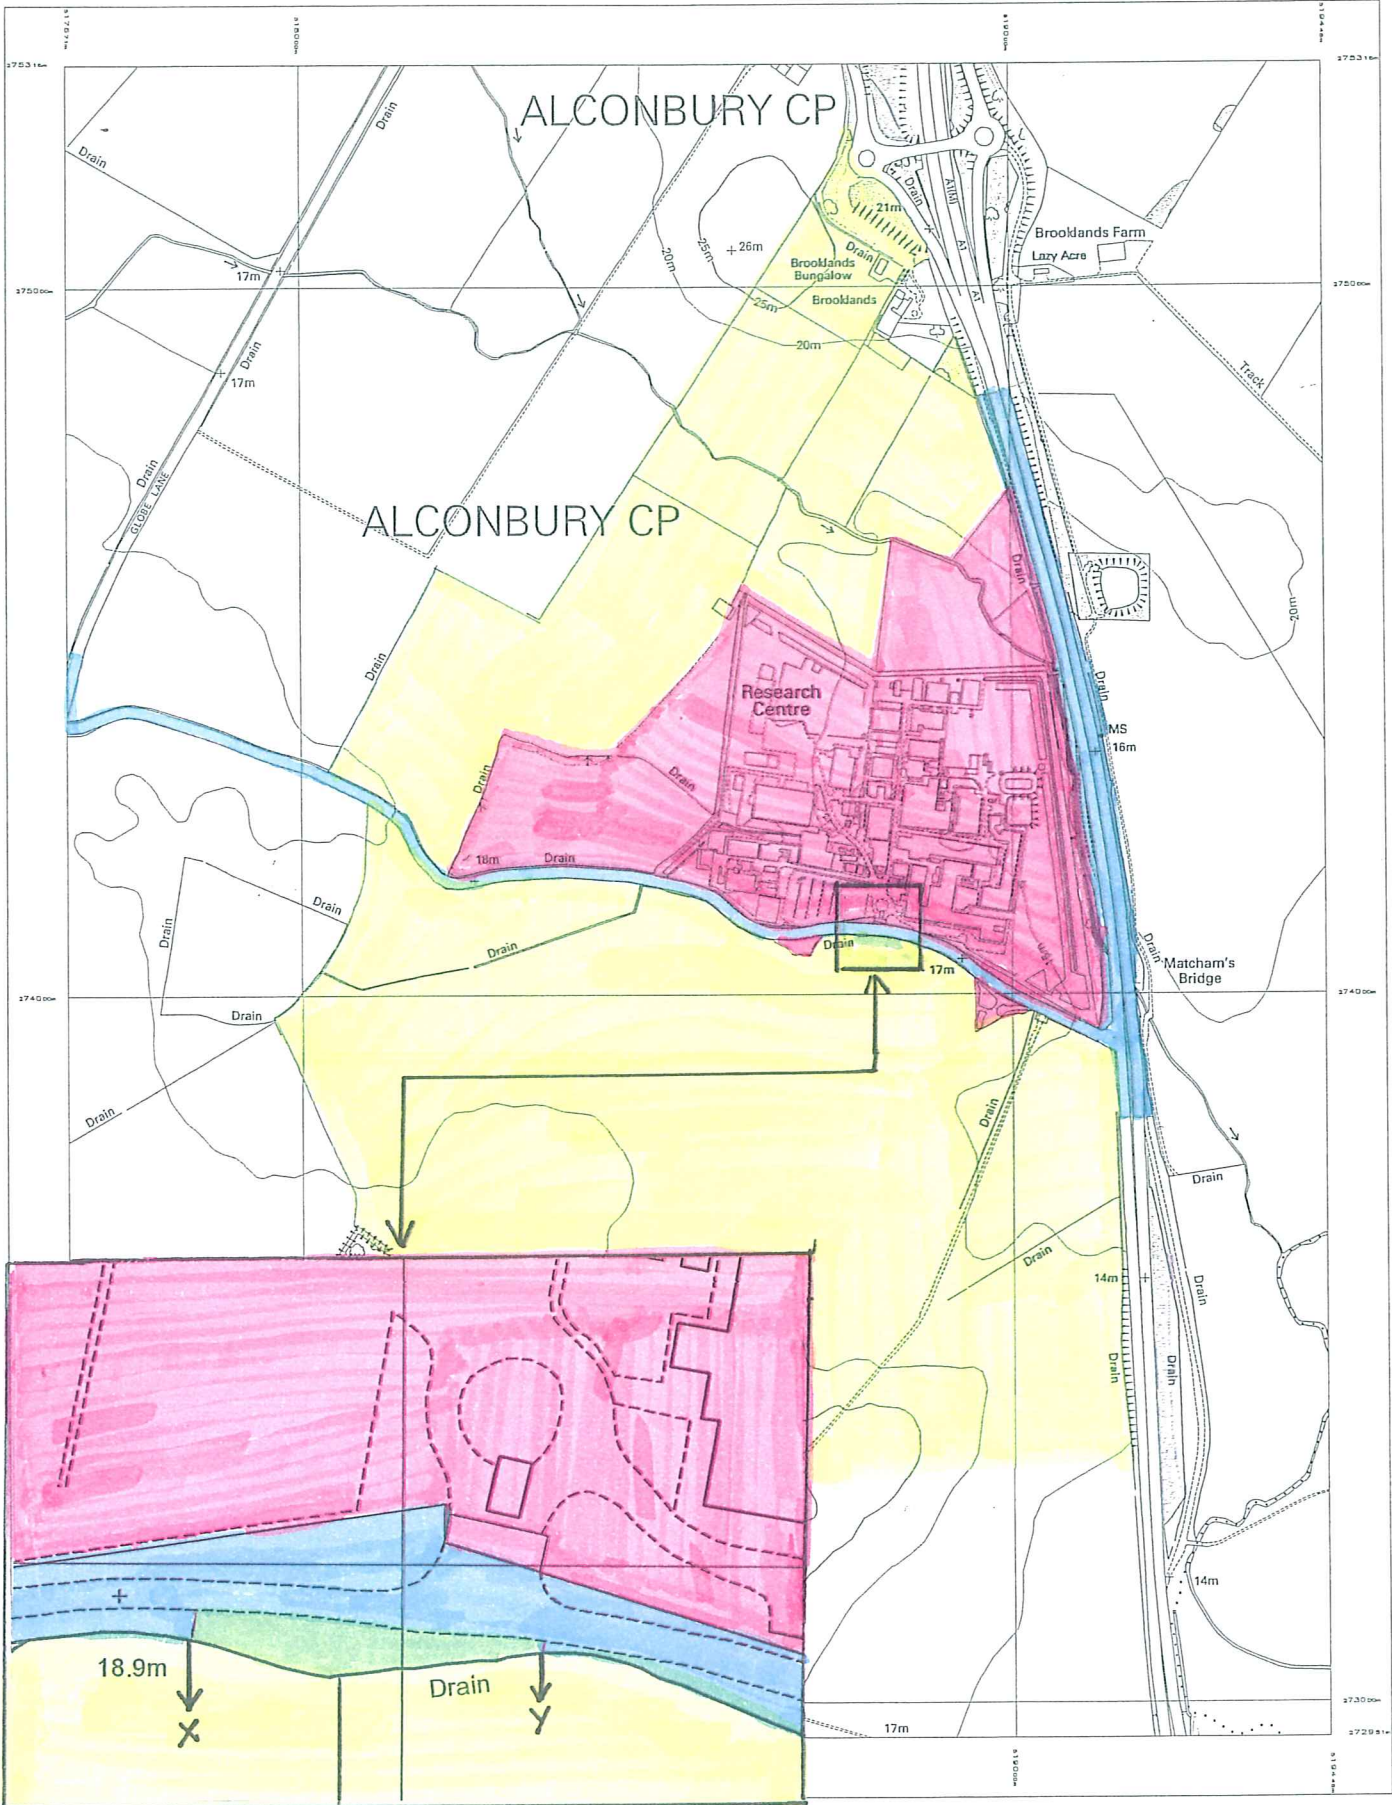 ALCONBURY CP
Drain
Drain
Drain
A1(M)
21m
Brooklands Farm
A1
Lazy Acre
26m
Drain
Brooklands
Bungalow
20m
25m
17m
A1
Brooklands
25m
20m
Drain
17m
Track
Drain
GLOBE LANE
ALCONBURY CP
Drain
20m
Drain
Research
Centre
Drain
MS
16m
Drain
Drain
18m
Drain
Drain
Drain
Drain
Drain
17m
Drain
Matcham's
Bridge
Drain
Drain
Drain
Drain
Drain
14m
Drain
Drain
Drain
14m
18.9m
Drain
X
Y
17m